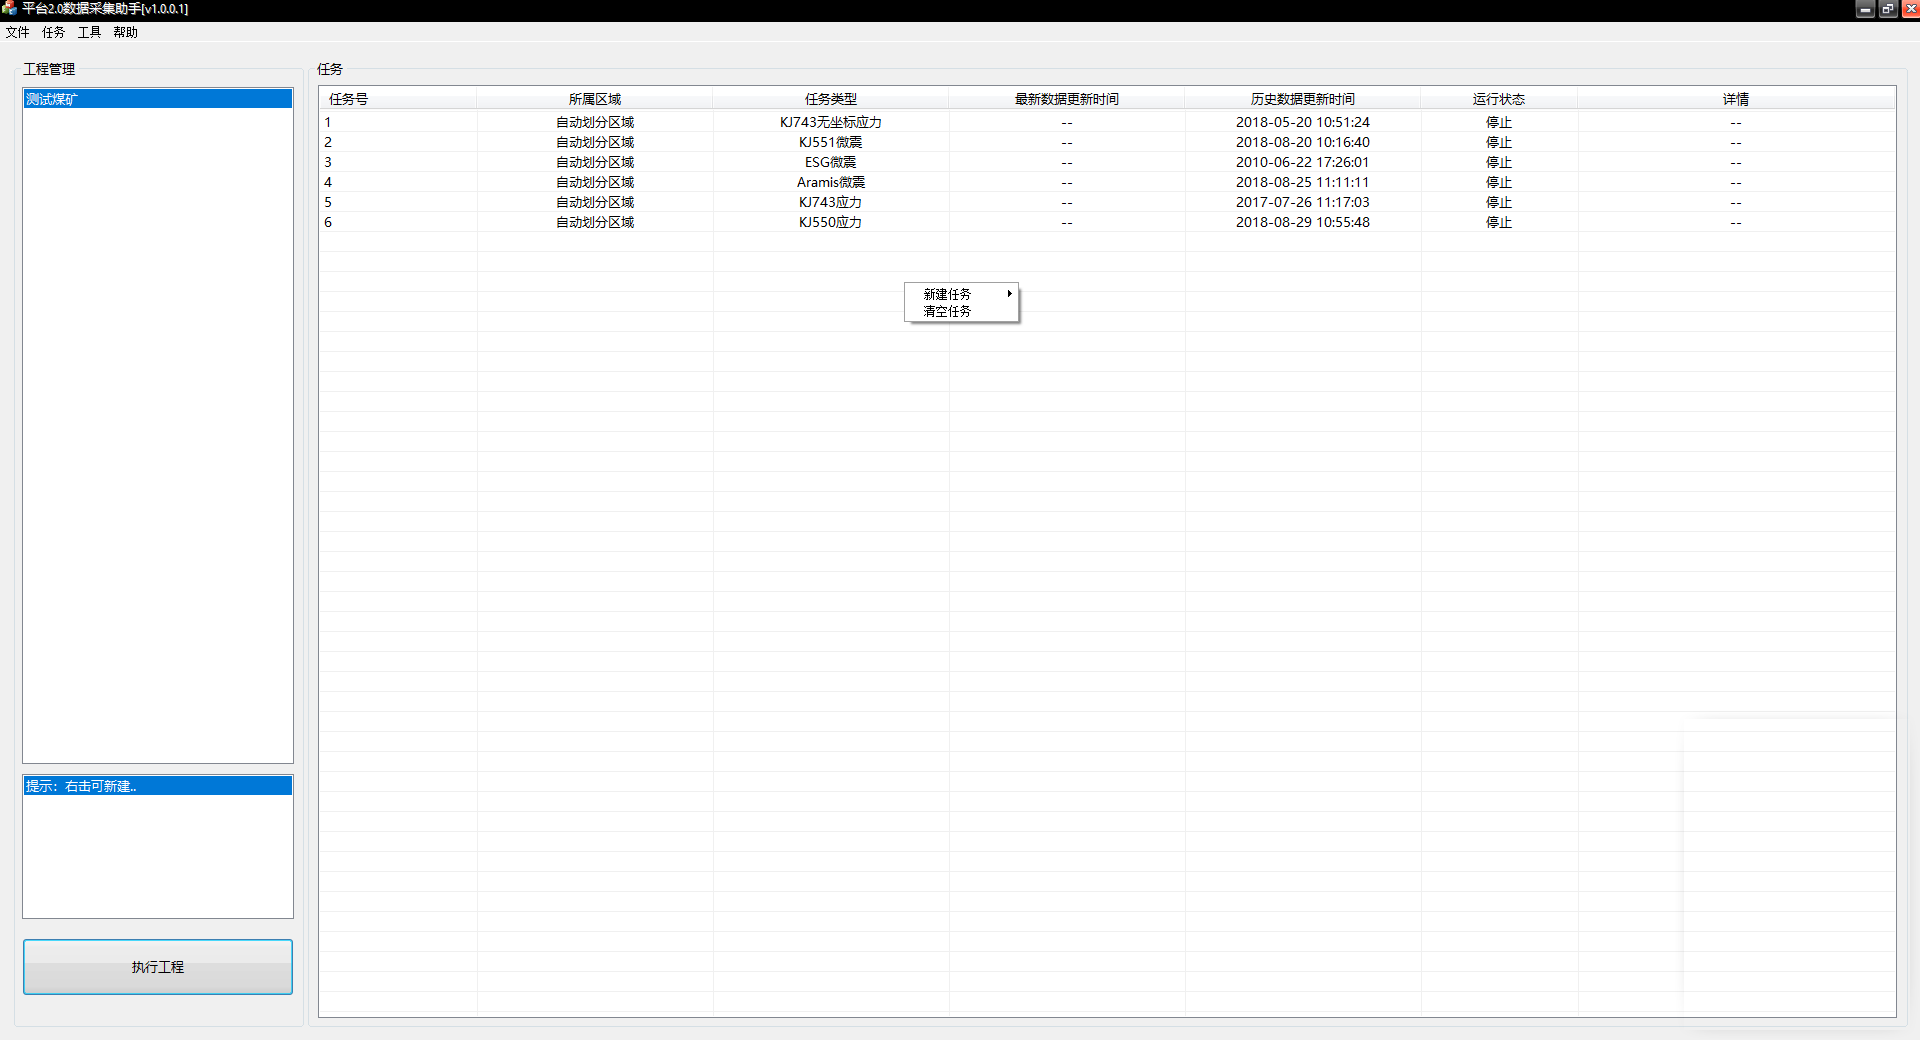 平台2.0数据采集助手[v1.0.0.1]
文件 任务 工具 帮助
工程管理
测试煤矿
提示：右击可新建..
执行工程
任务
任务号 所属区域 任务类型 最新数据更新时间 历史数据更新时间 运行状态 详情
1 自动划分区域 KJ743无坐标应力 -- 2018-05-20 10:51:24 停止 --
2 自动划分区域 KJ551微震 -- 2018-08-20 10:16:40 停止 --
3 自动划分区域 ESG微震 -- 2010-06-22 17:26:01 停止 --
4 自动划分区域 Aramis微震 -- 2018-08-25 11:11:11 停止 --
5 自动划分区域 KJ743应力 -- 2017-07-26 11:17:03 停止 --
6 自动划分区域 KJ550应力 -- 2018-08-29 10:55:48 停止 --
新建任务
清空任务